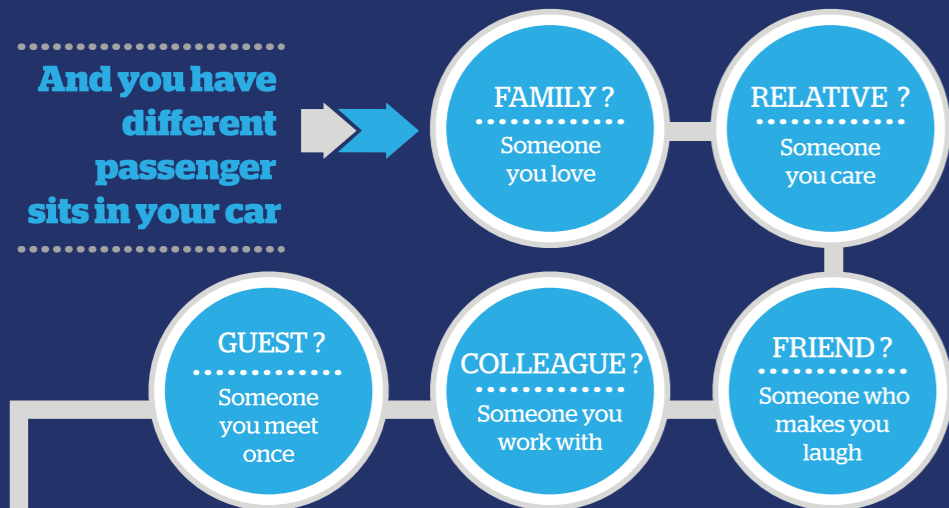 And you have
different
passenger
sits in your car
FAMILY ?
Someone
you love
RELATIVE ?
Someone
you care
FRIEND ?
Someone who
makes you
laugh
COLLEAGUE ?
Someone you
work with
GUEST ?
Someone
you meet
once